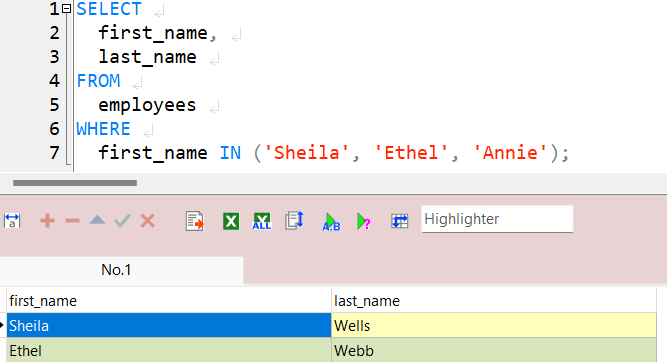 1 SELECT
2 first_name,
3 last_name
4 FROM
5 employees
6 WHERE
7 first_name IN ('Sheila', 'Ethel', 'Annie');
a ALL A.B ? Highlighter
No.1
first_name last_name
Sheila Wells
Ethel Webb